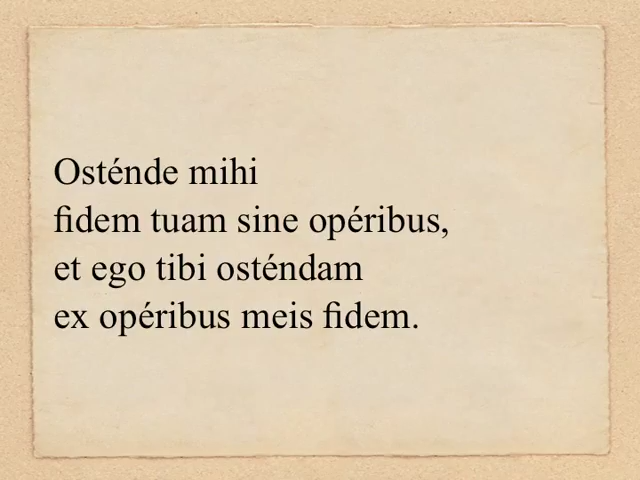 Osténde mihi
fidem tuam sine opéribus,
et ego tibi osténdam
ex opéribus meis fidem.